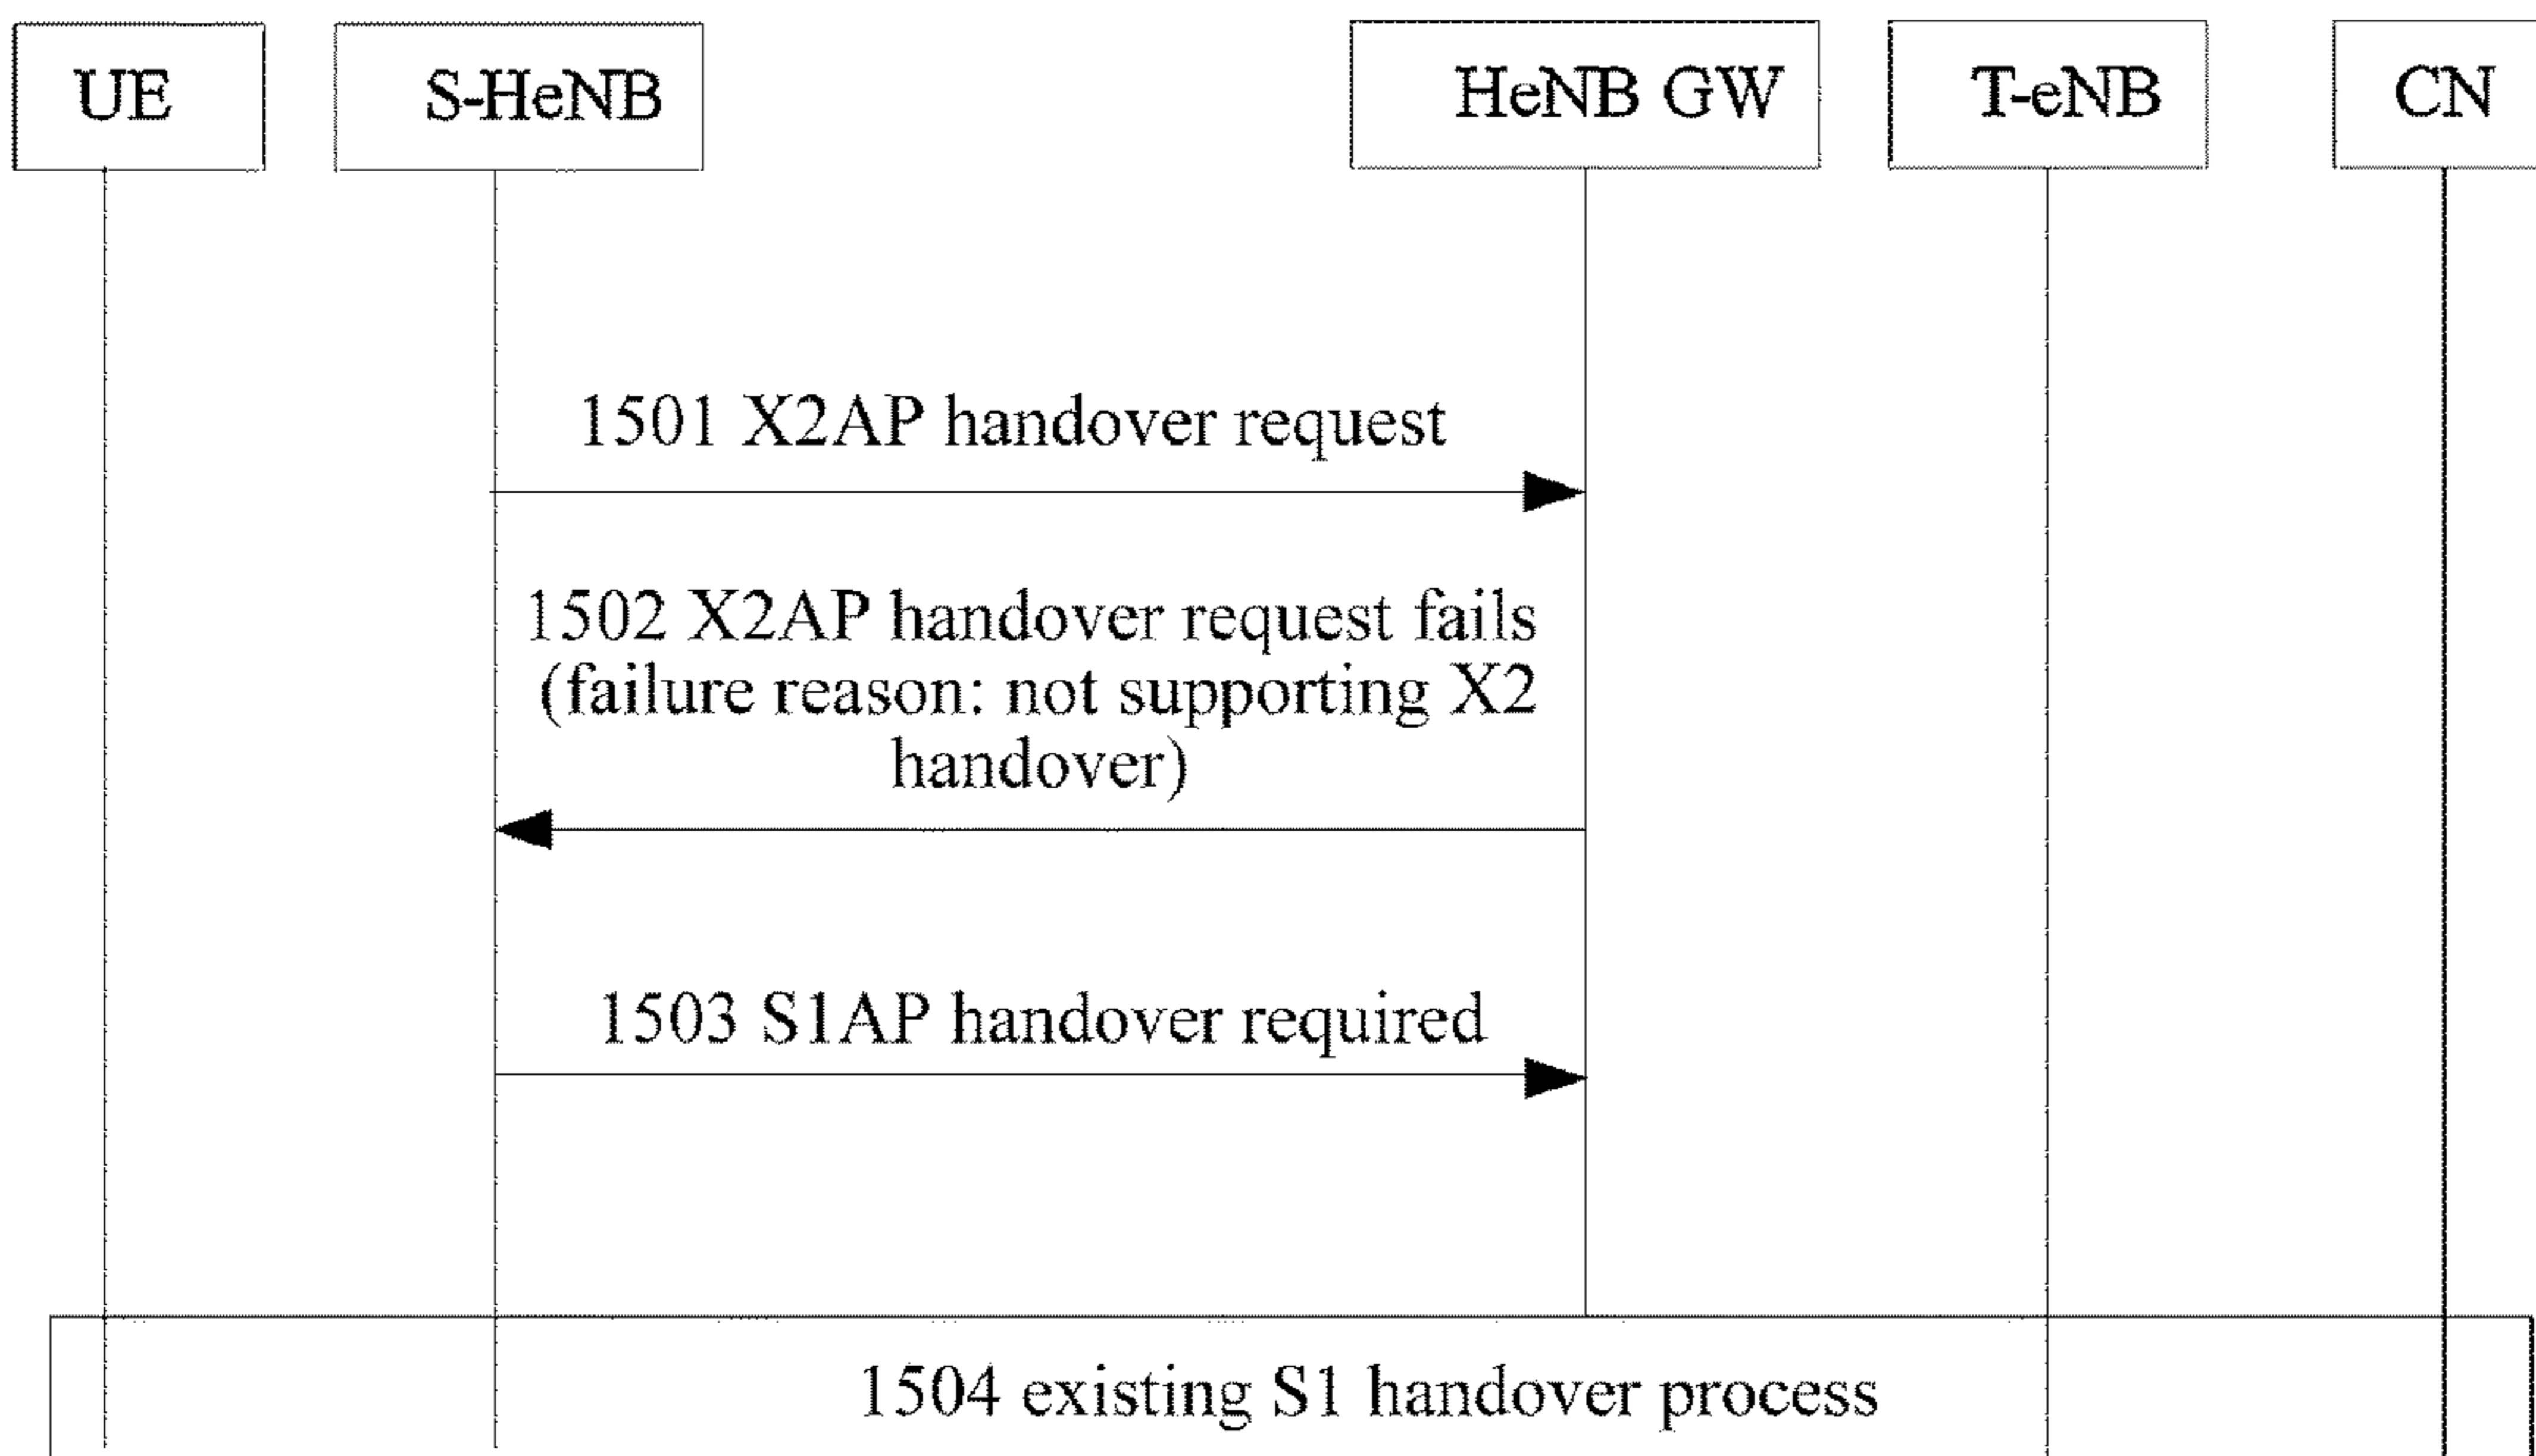 UE
S-HeNB
HeNB GW
T-eNB
CN
1501 X2AP handover request
1502 X2AP handover request fails
(failure reason: not supporting X2
handover)
1503 S1AP handover required
1504 existing S1 handover process